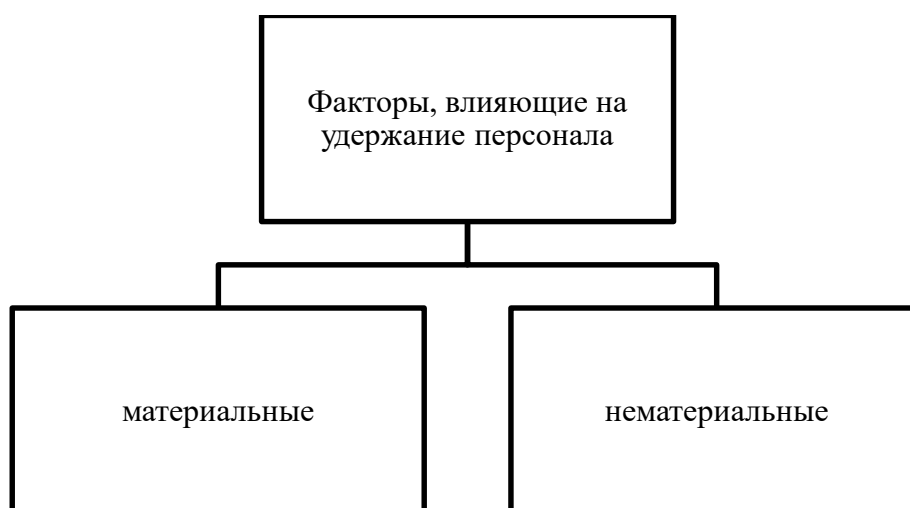 Факторы, влияющие на
удержание персонала
материальные
нематериальные